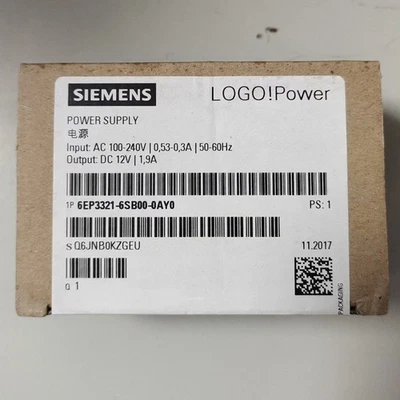 SIEMENS
LOGO!Power
POWER SUPPLY
电源
Input: AC 100-240V | 0,53-0,3A | 50-60Hz
Output: DC 12V | 1,9A
1P 6EP3321-6SB00-0AY0
PS: 1
S Q6JNB0KZGEU
11.2017
Q 1
PACKAGING